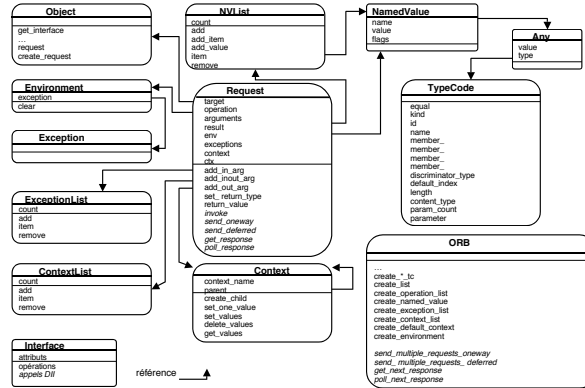 Object
get_interface
...
request
create_request
NVList
count
add
add_item
add_value
item
remove
NamedValue
name
value
flags
Any
value
type
Environment
exception
clear
Exception
Request
target
operation
arguments
result
env
exceptions
context
ctx
add_in_arg
add_inout_arg
add_out_arg
set_ return_type
return_value
invoke
send_oneway
send_deferred
get_response
poll_response
TypeCode
equal
kind
id
name
member_
member_
member_
member_
discriminator_type
default_index
length
content_type
param_count
parameter
ExceptionList
count
add
item
remove
ContextList
count
add
item
remove
Context
context_name
parent
create_child
set_one_value
set_values
delete_values
get_values
ORB
...
create_*_tc
create_list
create_operation_list
create_named_value
create_exception_list
create_context_list
create_default_context
create_environment
send_multiple_requests_oneway
send_ multiple_requests_ deferred
get_next_response
poll_next_response
Interface
attributs
opérations
appels DII
référence